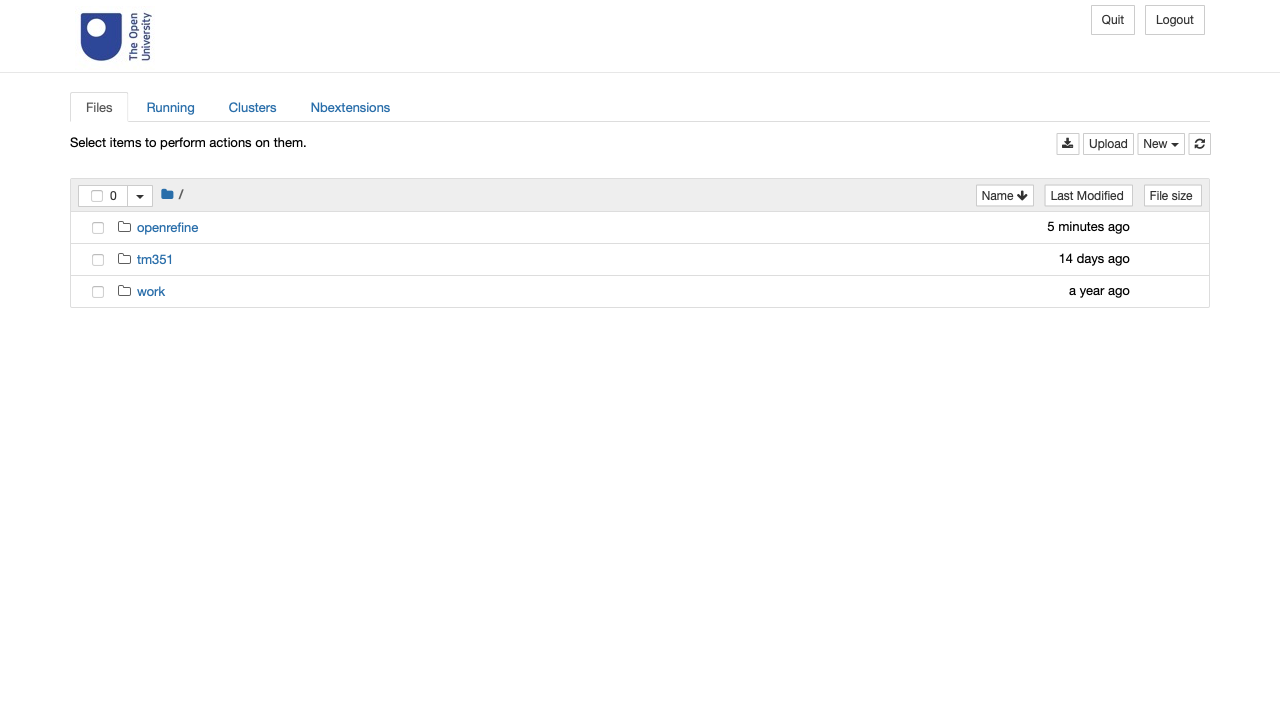 The Open
University
Quit Logout
Files Running Clusters Nbextensions
Select items to perform actions on them.
Upload New
0 / Name Last Modified File size
openrefine 5 minutes ago
tm351 14 days ago
work a year ago